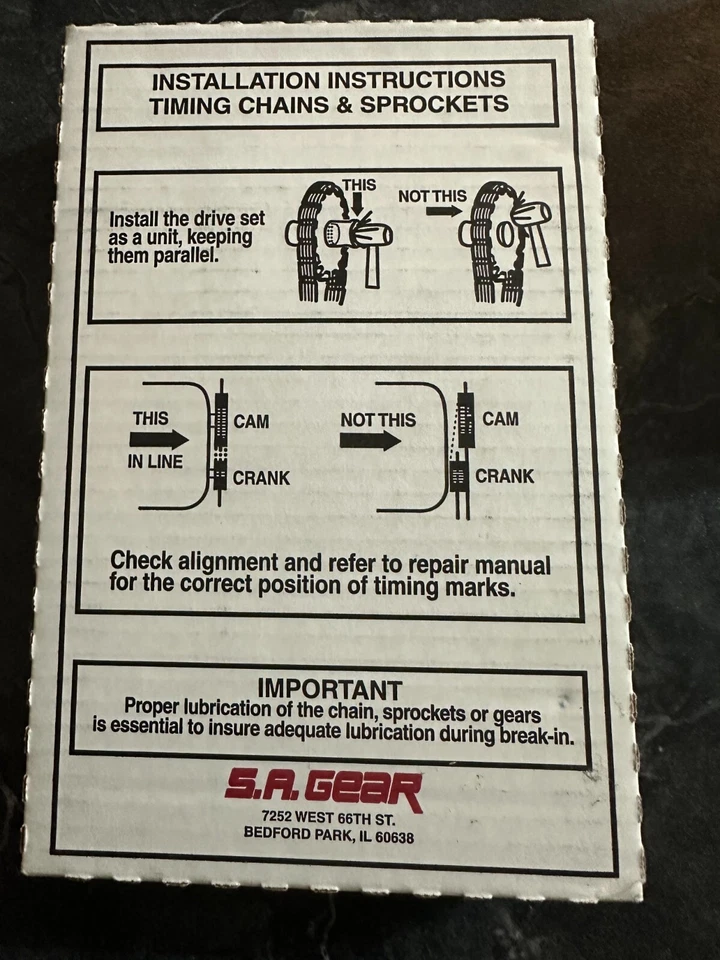 INSTALLATION INSTRUCTIONS
TIMING CHAINS & SPROCKETS
Install the drive set
as a unit, keeping
them parallel.
THIS
NOT THIS
THIS
IN LINE
CAM
CRANK
NOT THIS
CAM
CRANK
Check alignment and refer to repair manual
for the correct position of timing marks.
IMPORTANT
Proper lubrication of the chain, sprockets or gears
is essential to insure adequate lubrication during break-in.
S.A. GEAR
7252 WEST 66TH ST.
BEDFORD PARK, IL 60638